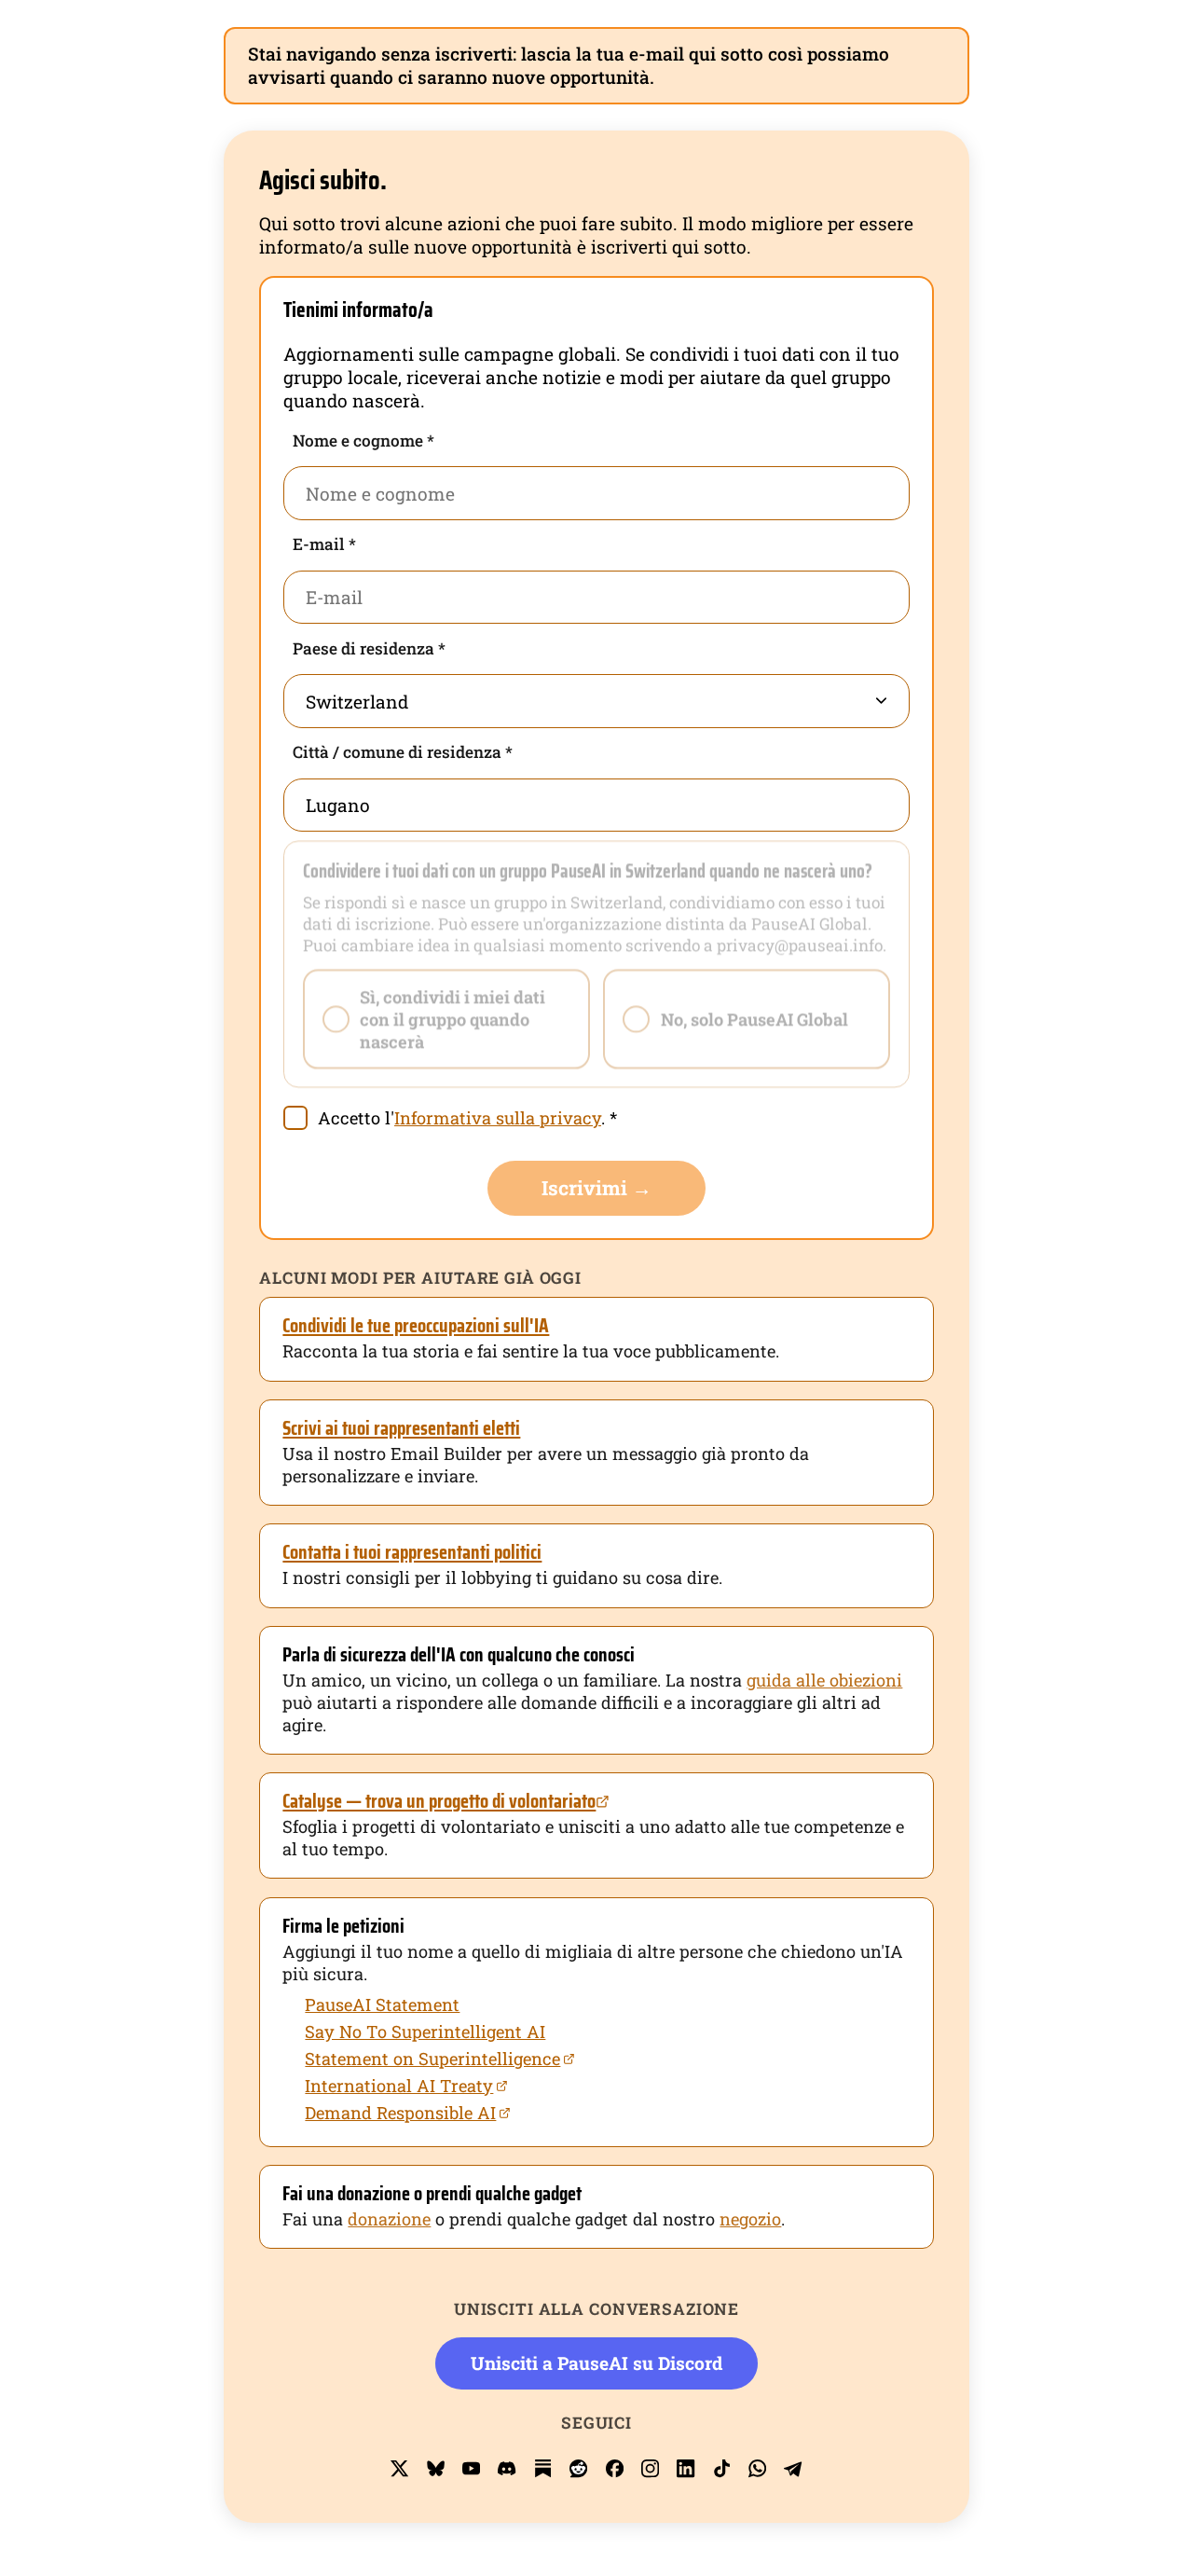 Stai navigando senza iscriverti: lascia la tua e-mail qui sotto così possiamo
avvisarti quando ci saranno nuove opportunità.
Agisci subito.
Qui sotto trovi alcune azioni che puoi fare subito. Il modo migliore per essere
informato/a sulle nuove opportunità è iscriverti qui sotto.
Tienimi informato/a
Aggiornamenti sulle campagne globali. Se condividi i tuoi dati con il tuo
gruppo locale, riceverai anche notizie e modi per aiutare da quel gruppo
quando nascerà.
Nome e cognome *
Nome e cognome
E-mail *
E-mail
Paese di residenza *
Switzerland
Città / comune di residenza *
Lugano
Condividere i tuoi dati con un gruppo PauseAI in Switzerland quando ne nascerà uno?
Se rispondi sì e nasce un gruppo in Switzerland, condividiamo con esso i tuoi
dati di iscrizione. Può essere un'organizzazione distinta da PauseAI Global.
Puoi cambiare idea in qualsiasi momento scrivendo a privacy@pauseai.info.
Sì, condividi i miei dati
con il gruppo quando
nascerà
No, solo PauseAI Global
Accetto l'Informativa sulla privacy. *
Iscrivimi →
ALCUNI MODI PER AIUTARE GIÀ OGGI
Condividi le tue preoccupazioni sull'IA
Racconta la tua storia e fai sentire la tua voce pubblicamente.
Scrivi ai tuoi rappresentanti eletti
Usa il nostro Email Builder per avere un messaggio già pronto da
personalizzare e inviare.
Contatta i tuoi rappresentanti politici
I nostri consigli per il lobbying ti guidano su cosa dire.
Parla di sicurezza dell'IA con qualcuno che conosci
Un amico, un vicino, un collega o un familiare. La nostra guida alle obiezioni
può aiutarti a rispondere alle domande difficili e a incoraggiare gli altri ad
agire.
Catalyse — trova un progetto di volontariato
Sfoglia i progetti di volontariato e unisciti a uno adatto alle tue competenze e
al tuo tempo.
Firma le petizioni
Aggiungi il tuo nome a quello di migliaia di altre persone che chiedono un'IA
più sicura.
PauseAI Statement
Say No To Superintelligent AI
Statement on Superintelligence
International AI Treaty
Demand Responsible AI
Fai una donazione o prendi qualche gadget
Fai una donazione o prendi qualche gadget dal nostro negozio.
UNISCITI ALLA CONVERSAZIONE
Unisciti a PauseAI su Discord
SEGUICI